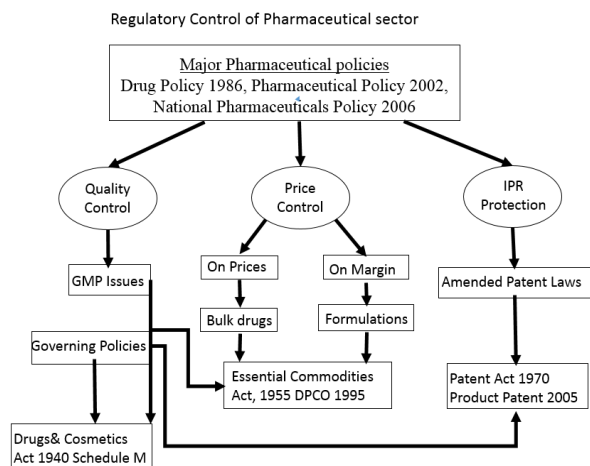 Regulatory Control of Pharmaceutical sector
Major Pharmaceutical policies
Drug Policy 1986, Pharmaceutical Policy 2002,
National Pharmaceuticals Policy 2006
Quality
Control
Price
Control
IPR
Protection
GMP Issues
On Prices
On Margin
Amended Patent Laws
Bulk drugs
Formulations
Governing Policies
Essential Commodities
Act, 1955 DPCO 1995
Patent Act 1970
Product Patent 2005
Drugs& Cosmetics
Act 1940 Schedule M